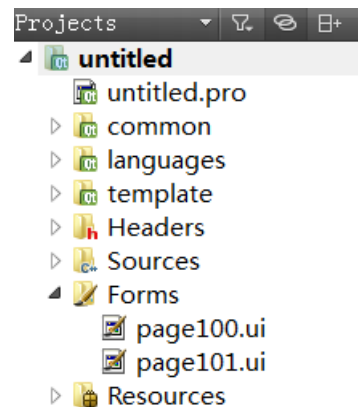 Projects
untitled
untitled.pro
common
languages
template
Headers
Sources
Forms
page100.ui
page101.ui
Resources